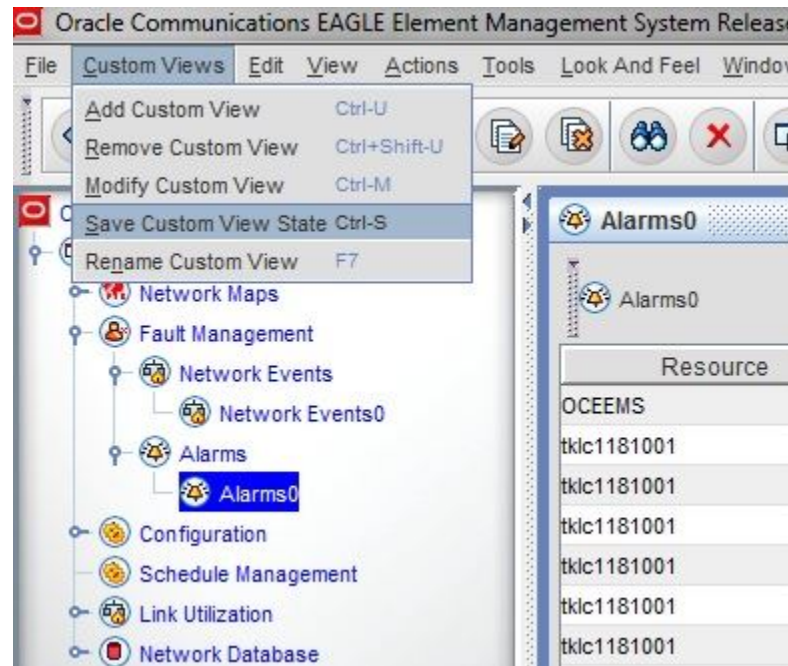 Oracle Communications EAGLE Element Management System
File Custom Views Edit View Actions Tools Look And Feel
Add Custom View Ctrl-U
Remove Custom View Ctrl+Shift-U
Modify Custom View Ctrl-M
Save Custom View State Ctrl-S
Rename Custom View F7
Network Maps
Fault Management
Network Events
Network Events0
Alarms
Alarms0
Configuration
Schedule Management
Link Utilization
Network Database
Alarms0
Alarms0
Resource
OCEEMS
tklc1181001
tklc1181001
tklc1181001
tklc1181001
tklc1181001
tklc1181001